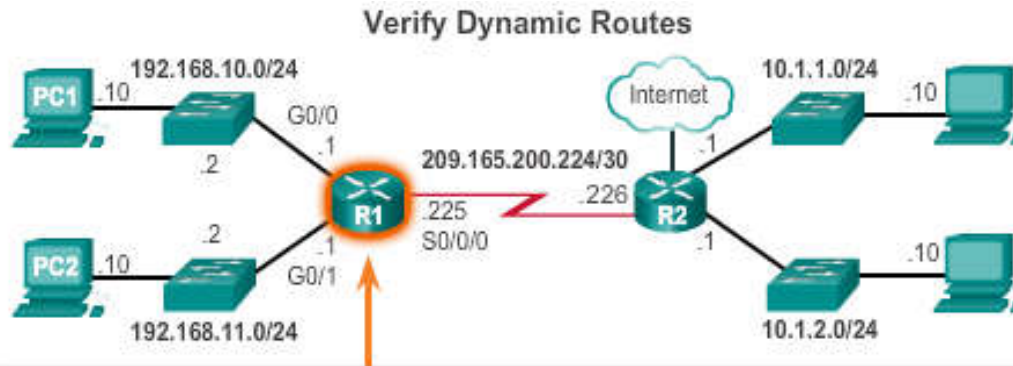 Verify Dynamic Routes
192.168.10.0/24
10.1.1.0/24
PC1
.10
Internet
.10
G0/0
.1
.1
.2
209.165.200.224/30
R1
.225
.226
R2
.2
.1
S0/0/0
.1
PC2
.10
G0/1
.10
192.168.11.0/24
10.1.2.0/24